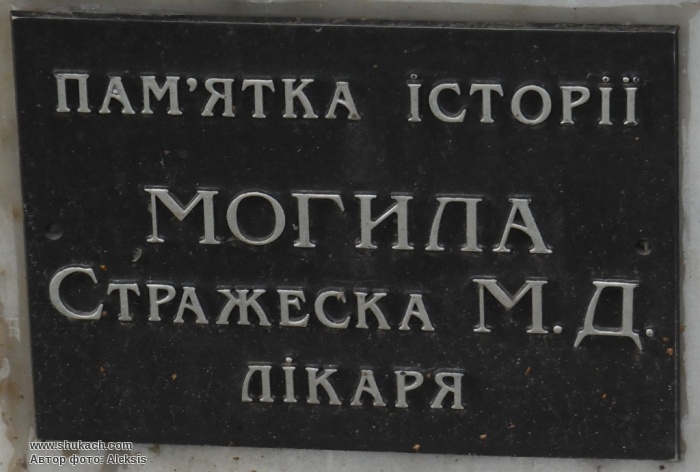 ПАМ'ЯТКА ІСТОРІЇ
МОГИЛА
СТРАЖЕСКА М.Д.
ЛІКАРЯ
www.shukach.com
Автор фото: Aleksis